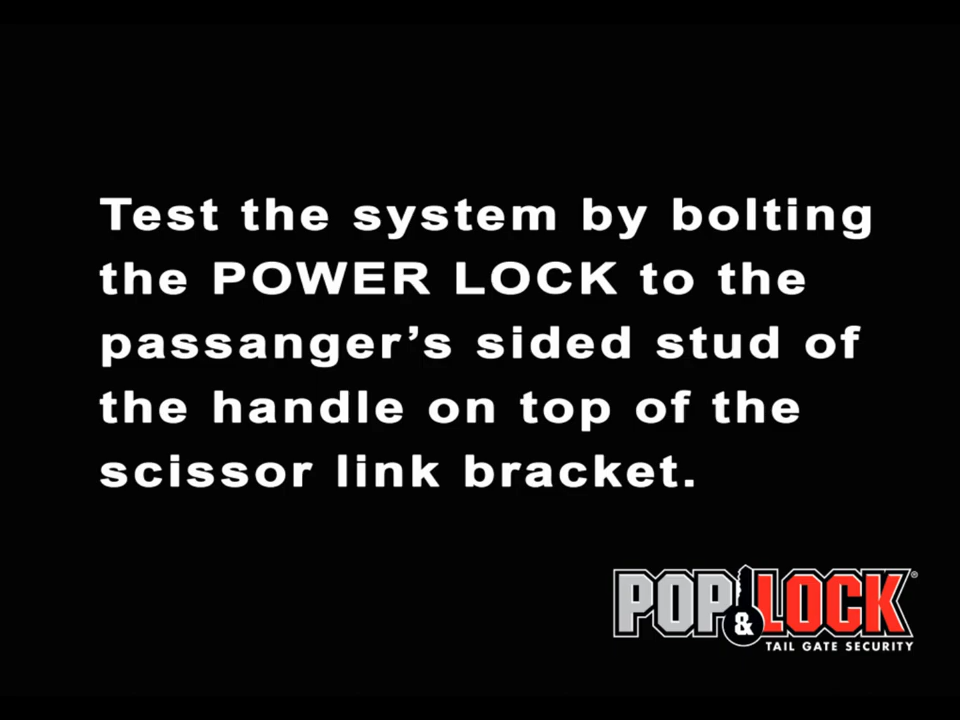 Test the system by bolting
the POWER LOCK to the
passanger's sided stud of
the handle on top of the
scissor link bracket.
POP & LOCK®
TAIL GATE SECURITY